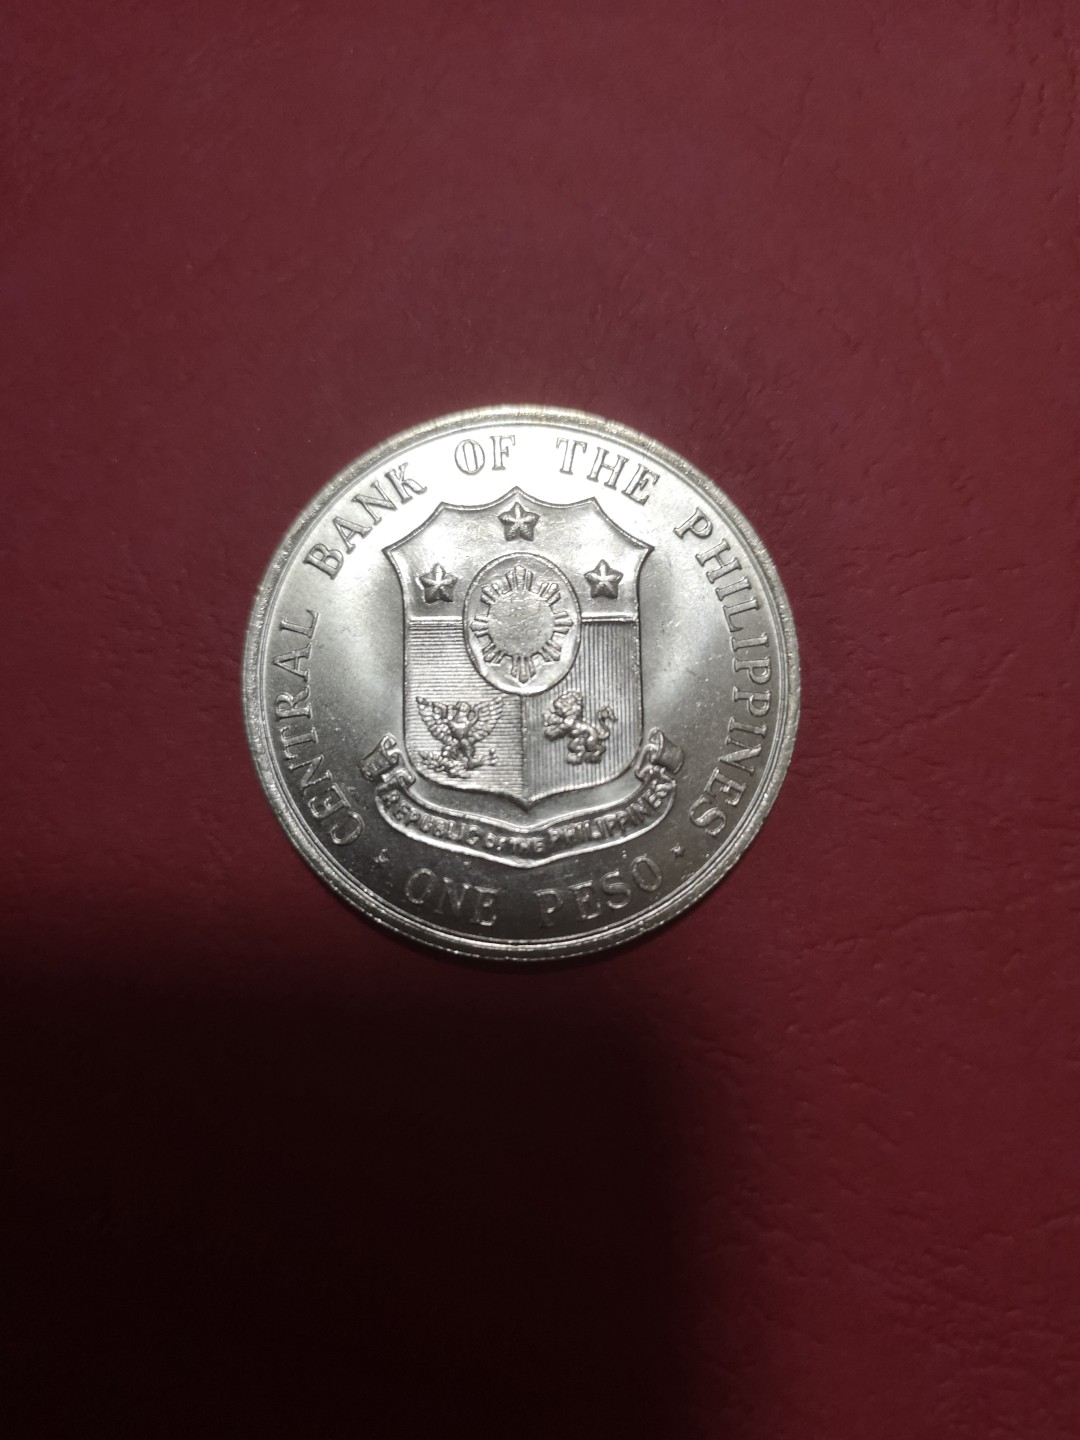 CENTRAL BANK OF THE PHILIPPINES
REPUBLIC OF THE PHILIPPINES
ONE PESO